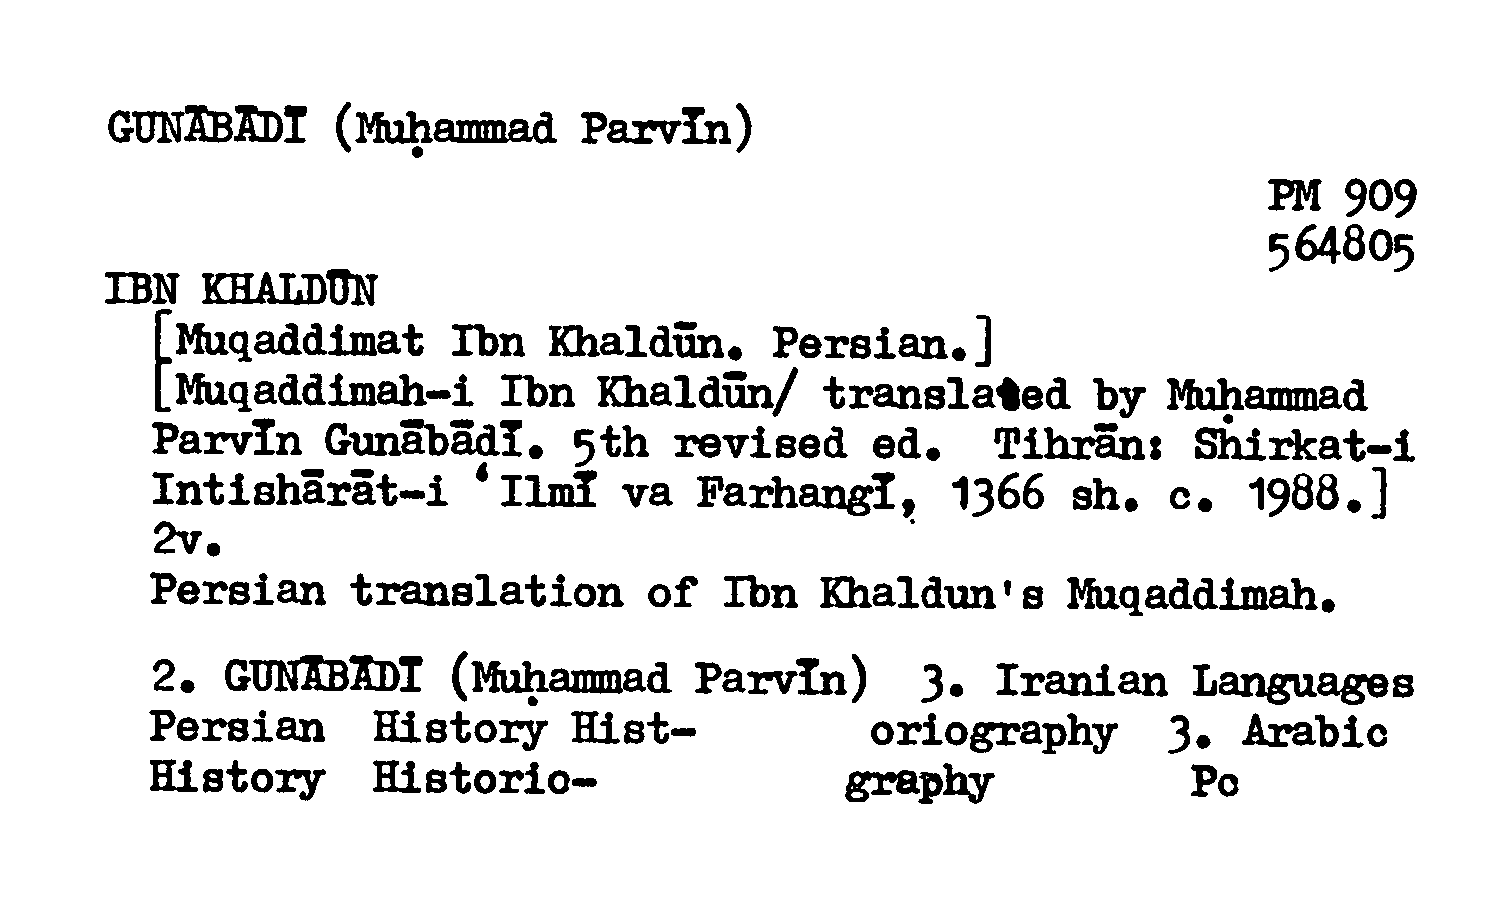 GUNĀBĀDĪ (Muḥammad Parvīn)
PM 909
564805
IBN KHALDŪN
[Muqaddimat Ibn Khaldūn. Persian.]
[Muqaddimah-i Ibn Khaldūn/ translated by Muḥammad
Parvīn Gunābādī. 5th revised ed. Tihrān: Shirkat-i
Intishārāt-i ʻIlmī va Farhangī, 1366 sh. c. 1988.]
2v.
Persian translation of Ibn Khaldun's Muqaddimah.
2. GUNĀBĀDĪ (Muḥammad Parvīn) 3. Iranian Languages
Persian History Hist- oriography 3. Arabic
History Historio- graphy Pc